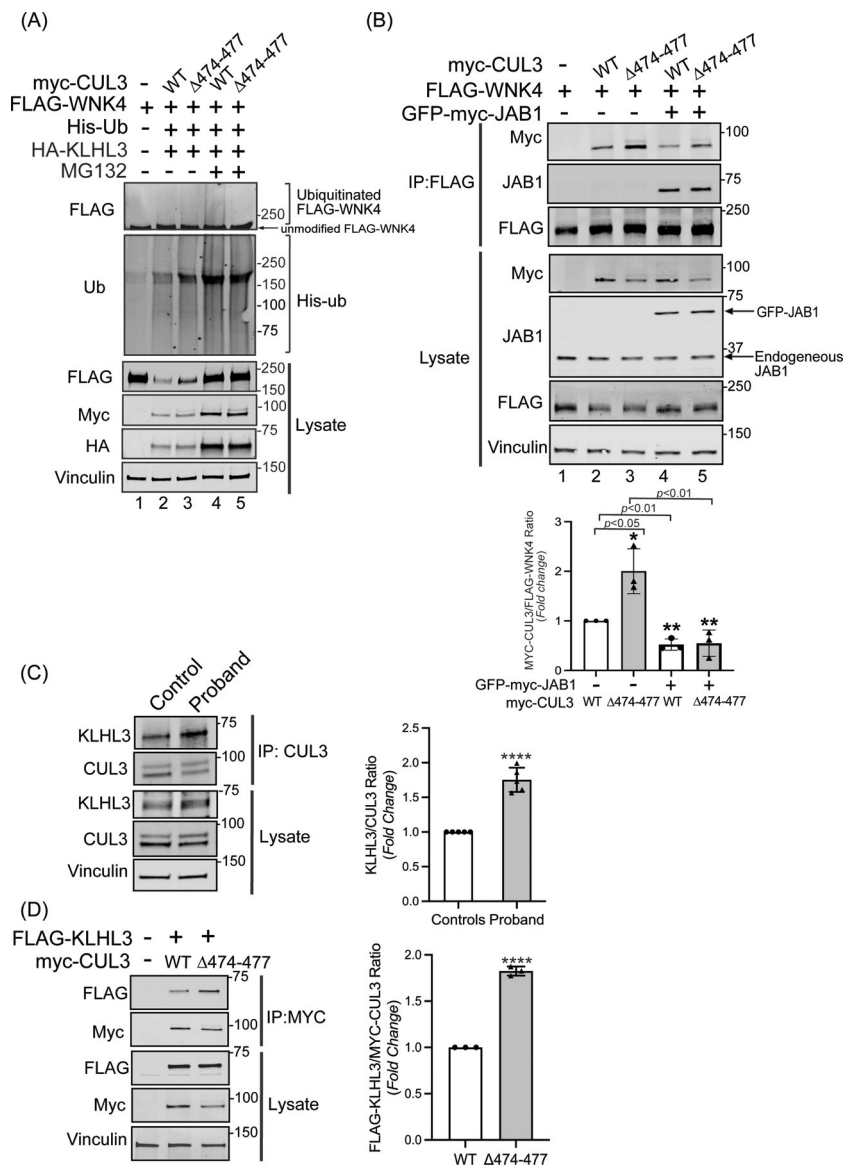 (A)
myc-CUL3 - WT Δ474-477 WT Δ474-477
FLAG-WNK4 + + + + +
His-Ub - + + + +
HA-KLHL3 - + + + +
MG132 + +
FLAG
250
Ubiquitinated
FLAG-WNK4
unmodified FLAG-WNK4
Ub
250
150
100
75
His-ub
FLAG
250
150
Myc
100
75
HA
Vinculin
150
Lysate
1 2 3 4 5
(B)
myc-CUL3 - WT Δ474-477 WT Δ474-477
FLAG-WNK4 + + + + +
GFP-myc-JAB1 - - - + +
IP:FLAG
Myc
100
JAB1
75
250
FLAG
Lysate
Myc
100
75
JAB1
GFP-JAB1
37
Endogeneous
JAB1
FLAG
250
Vinculin
150
1 2 3 4 5
p<0.01
p<0.01
p<0.05
MYC-CUL3/FLAG-WNK4 Ratio
(Fold change)
3
2
1
0
*
**
**
GFP-myc-JAB1 - - + +
myc-CUL3 WT Δ474-477 WT Δ474-477
(C)
Control
Proband
KLHL3
75
CUL3
100
IP: CUL3
KLHL3
75
CUL3
100
Vinculin
150
Lysate
KLHL3/CUL3 Ratio
(Fold Change)
2.5
2.0
1.5
1.0
0.5
0.0
****
Controls Proband
(D)
FLAG-KLHL3 - + +
myc-CUL3 - WT Δ474-477
FLAG
75
Myc
100
IP:MYC
FLAG
75
Myc
100
Vinculin
150
Lysate
FLAG-KLHL3/MYC-CUL3 Ratio
(Fold Change)
2.0
1.5
1.0
0.5
0.0
****
WT Δ474-477